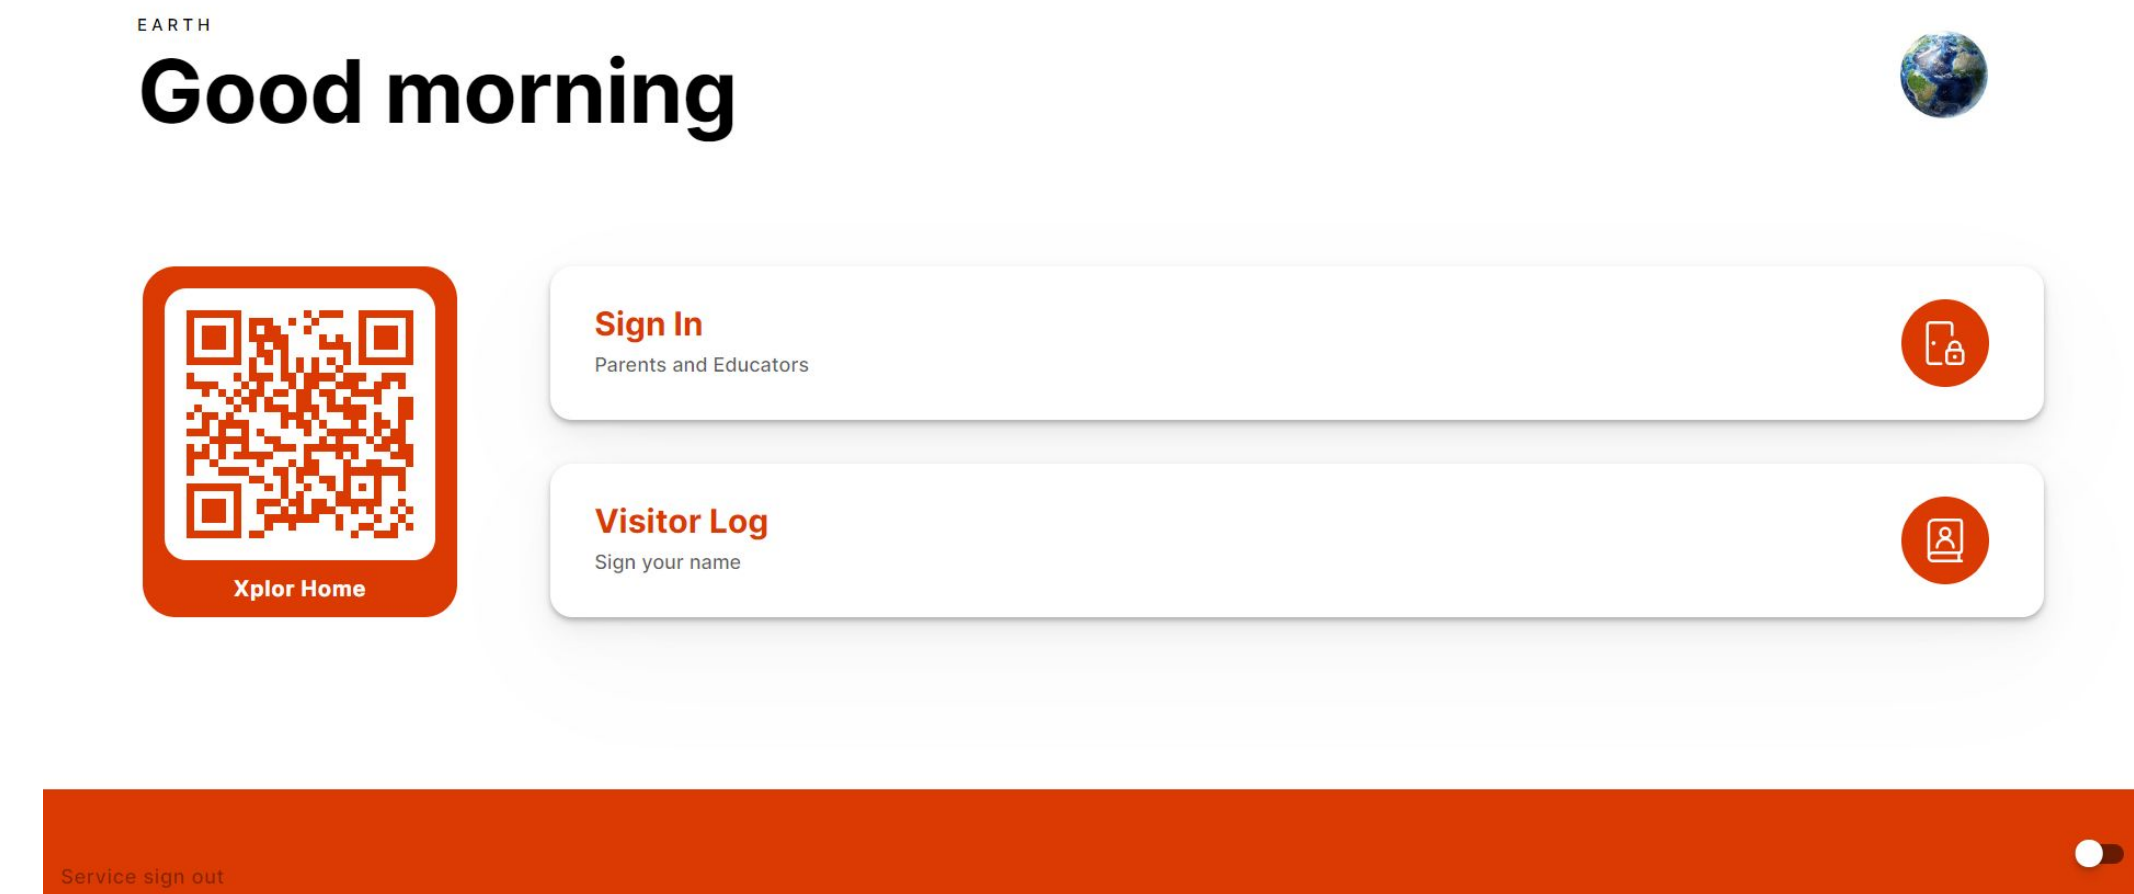 EARTH
Good morning
Sign In
Parents and Educators
Visitor Log
Sign your name
Xplor Home
Service sign out